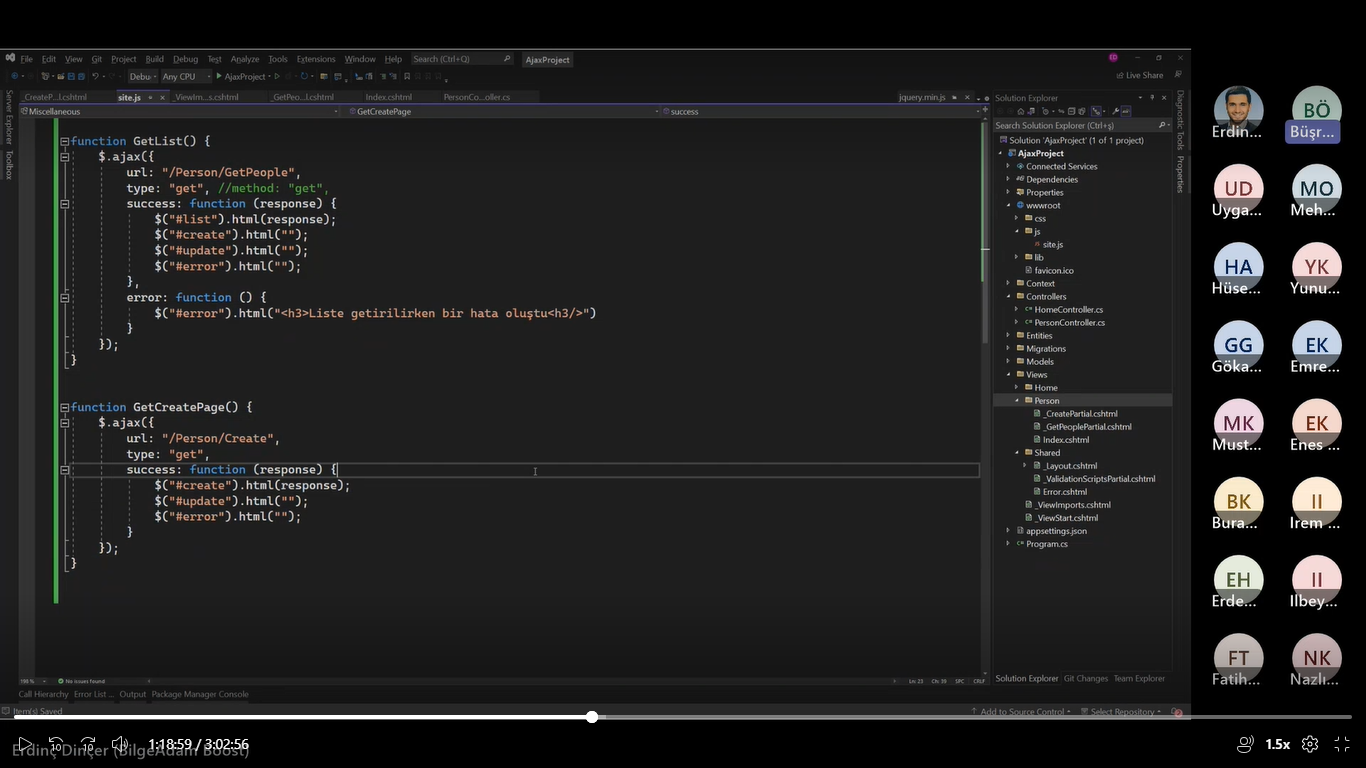 File Edit View Git Project Build Debug Test Analyze Tools Extensions Window Help Search (Ctrl+Q) AjaxProject
Debu Any CPU AjaxProject
Live Share
CreateP...l.cshtml site.js _ViewIm...s.cshtml _GetPeo...l.cshtml Index.cshtml PersonCo...oller.cs jquery.min.js
Miscellaneous GetCreatePage success
Server Explorer
Toolbox
function GetList() {
$.ajax({
url: "/Person/GetPeople",
type: "get", //method: "get",
success: function (response) {
$("#list").html(response);
$("#create").html("");
$("#update").html("");
$("#error").html("");
},
error: function () {
$("#error").html("<h3>Liste getirilirken bir hata oluştu<h3/>")
}
});
}
function GetCreatePage() {
$.ajax({
url: "/Person/Create",
type: "get",
success: function (response) {
$("#create").html(response);
$("#update").html("");
$("#error").html("");
}
});
}
199 % No issues found
Ln: 23 Ch: 39 SPC CRLF
Call Hierarchy Error List ... Output Package Manager Console
Item(s) Saved
Add to Source Control Select Repository 2
Solution Explorer
Search Solution Explorer (Ctrl+ş)
Solution 'AjaxProject' (1 of 1 project)
AjaxProject
Connected Services
Dependencies
Properties
wwwroot
css
js
site.js
lib
favicon.ico
Context
Controllers
HomeController.cs
PersonController.cs
Entities
Migrations
Models
Views
Home
Person
_CreatePartial.cshtml
_GetPeoplePartial.cshtml
Index.cshtml
Shared
_Layout.cshtml
_ValidationScriptsPartial.cshtml
Error.cshtml
_ViewImports.cshtml
_ViewStart.cshtml
appsettings.json
Program.cs
Solution Explorer Git Changes Team Explorer
Diagnostic Tools
Properties
BÖ
Erdin... Büşr...
UD MO
Uyga... Meh...
HA YK
Hüse... Yunu...
GG EK
Göka... Emre...
MK EK
Must... Enes ...
BK II
Bura... Irem ...
EH II
Erde... Ilbey...
FT NK
Fatih... Nazlı...
10 10 1:18:59 / 3:02:56
1.5x
Erdinç Dinçer (BilgeAdam Boost)